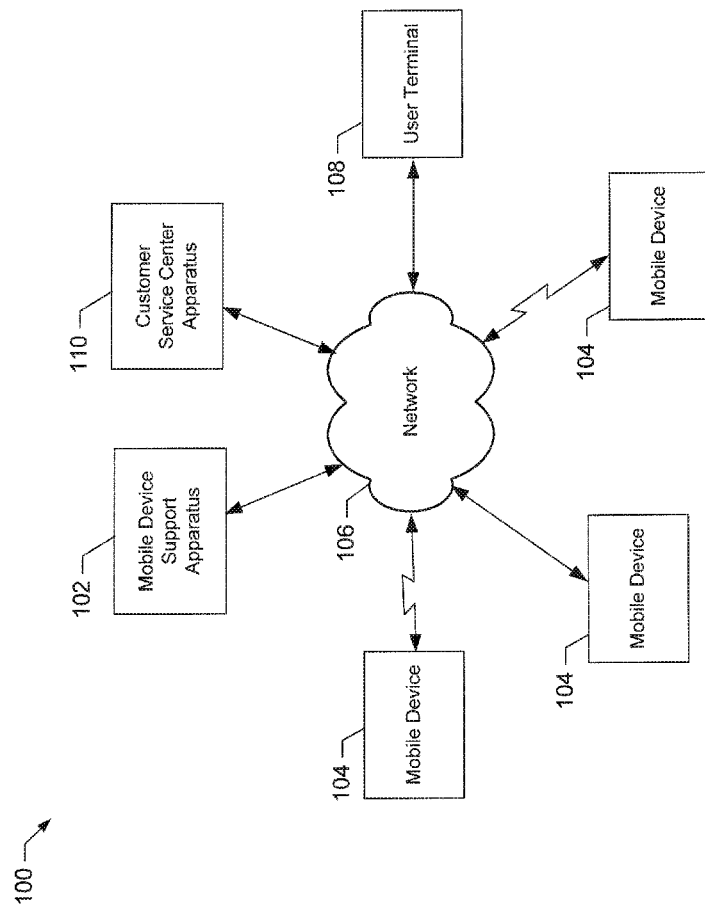 100
102
Mobile Device
Support
Apparatus
110
Customer
Service Center
Apparatus
104
Mobile Device
106
Network
108
User Terminal
104
Mobile Device
104
Mobile Device